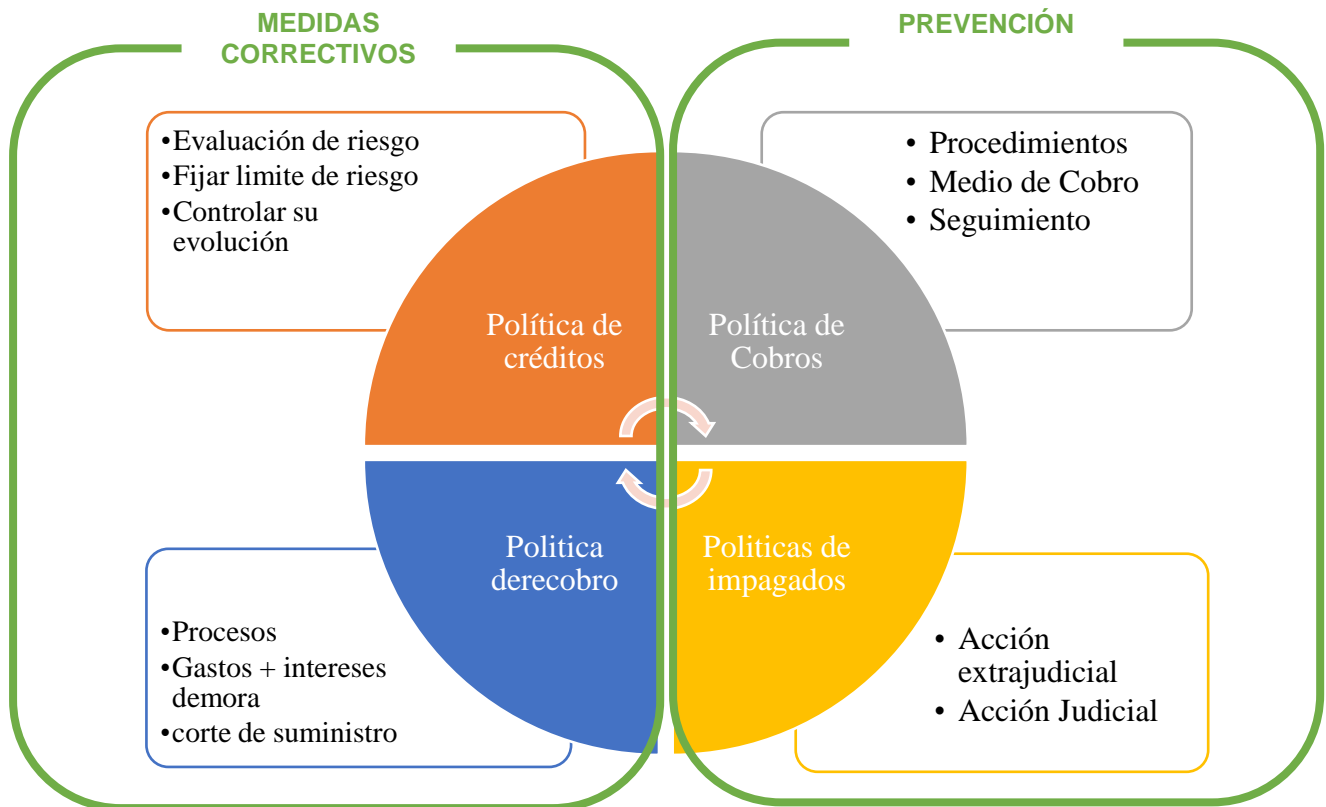 MEDIDAS
CORRECTIVOS
PREVENCIÓN
•Evaluación de riesgo
•Fijar limite de riesgo
•Controlar su
evolución
• Procedimientos
• Medio de Cobro
• Seguimiento
Política de
créditos
Política de
Cobros
Politica
derecobro
Politicas de
impagados
•Procesos
•Gastos + intereses
demora
•corte de suministro
• Acción
extrajudicial
• Acción Judicial